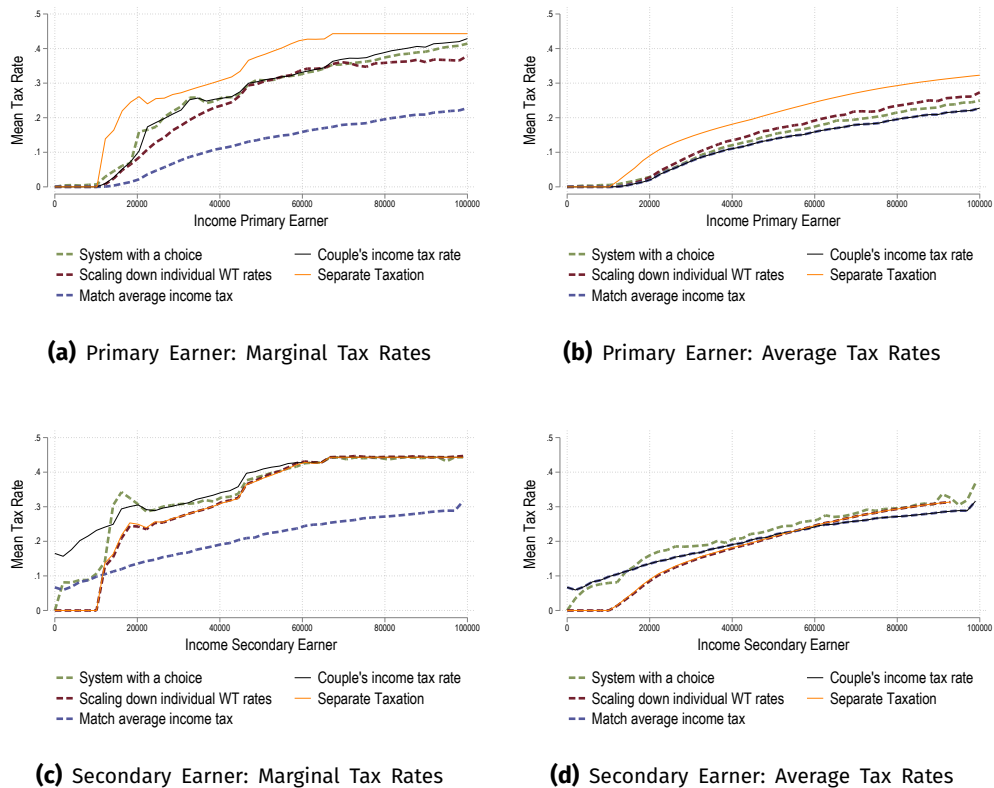 Mean Tax Rate
.5
.4
.3
.2
.1
0
0 20000 40000 60000 80000 100000
Income Primary Earner
System with a choice
Couple's income tax rate
Scaling down individual WT rates
Separate Taxation
Match average income tax
(a) Primary Earner: Marginal Tax Rates
Mean Tax Rate
.5
.4
.3
.2
.1
0
0 20000 40000 60000 80000 100000
Income Primary Earner
System with a choice
Couple's income tax rate
Scaling down individual WT rates
Separate Taxation
Match average income tax
(b) Primary Earner: Average Tax Rates
Mean Tax Rate
.5
.4
.3
.2
.1
0
0 20000 40000 60000 80000 100000
Income Secondary Earner
System with a choice
Couple's income tax rate
Scaling down individual WT rates
Separate Taxation
Match average income tax
(c) Secondary Earner: Marginal Tax Rates
Mean Tax Rate
.5
.4
.3
.2
.1
0
0 20000 40000 60000 80000 100000
Income Secondary Earner
System with a choice
Couple's income tax rate
Scaling down individual WT rates
Separate Taxation
Match average income tax
(d) Secondary Earner: Average Tax Rates